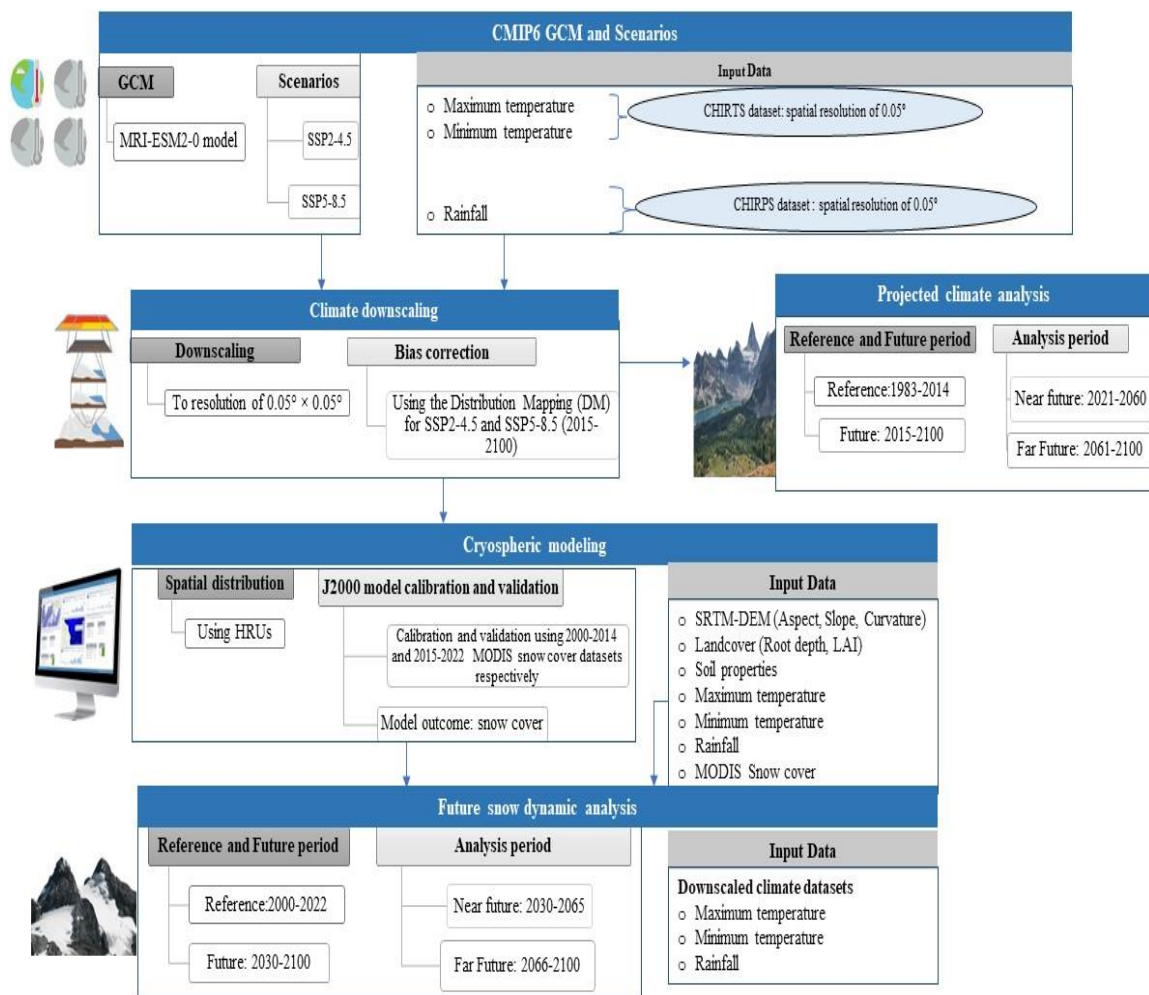 CMIP6 GCM and Scenarios
GCM
MRI-ESM2-0 model
Scenarios
SSP2-4.5
SSP5-8.5
Input Data
o Maximum temperature
o Minimum temperature
CHIRTS dataset: spatial resolution of 0.05°
o Rainfall
CHIRPS dataset : spatial resolution of 0.05°
Climate downscaling
Downscaling
To resolution of 0.05° × 0.05°
Bias correction
Using the Distribution Mapping (DM)
for SSP2-4.5 and SSP5-8.5 (2015-
2100)
Projected climate analysis
Reference and Future period
Reference:1983-2014
Future: 2015-2100
Analysis period
Near future: 2021-2060
Far Future: 2061-2100
Cryospheric modeling
Spatial distribution
Using HRUs
J2000 model calibration and validation
Calibration and validation using 2000-2014
and 2015-2022 MODIS snow cover datasets
respectively
Model outcome: snow cover
Input Data
o SRTM-DEM (Aspect, Slope, Curvature)
o Landcover (Root depth, LAI)
o Soil properties
o Maximum temperature
o Minimum temperature
o Rainfall
o MODIS Snow cover
Future snow dynamic analysis
Reference and Future period
Reference:2000-2022
Future: 2030-2100
Analysis period
Near future: 2030-2065
Far Future: 2066-2100
Input Data
Downscaled climate datasets
o Maximum temperature
o Minimum temperature
o Rainfall